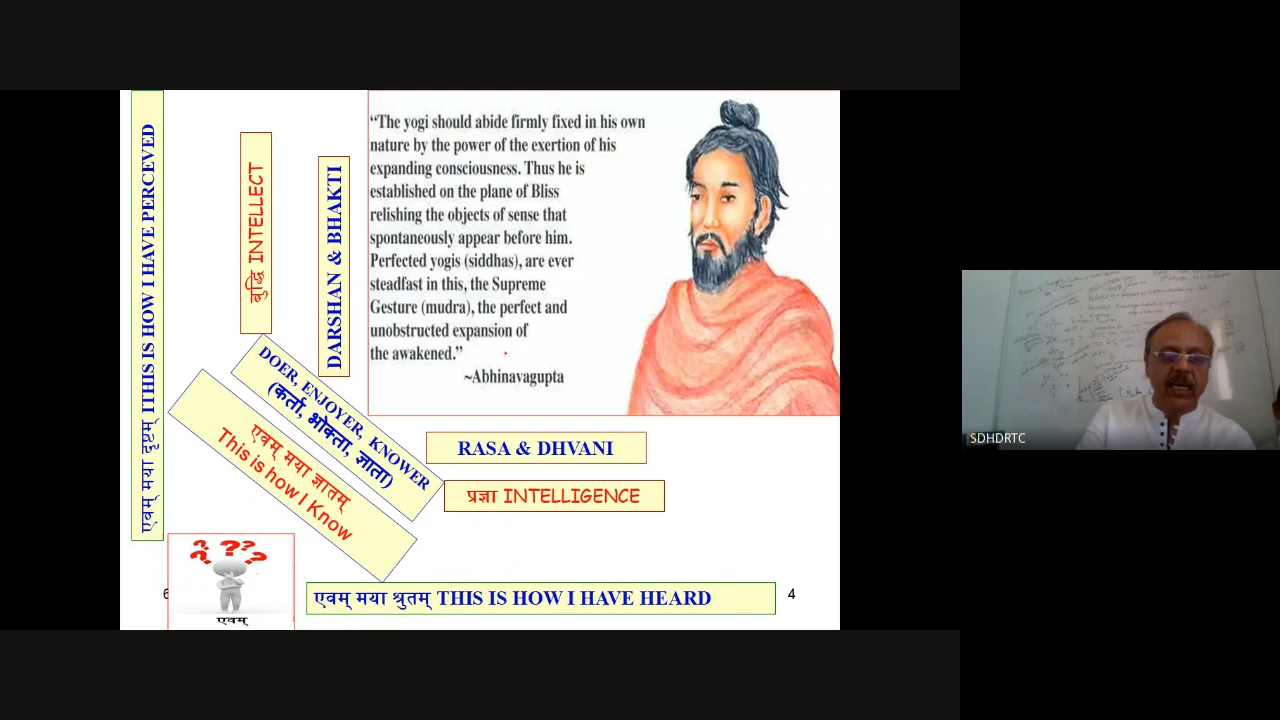 “The yogi should abide firmly fixed in his own
nature by the power of the exertion of his
expanding consciousness. Thus he is
established on the plane of Bliss
relishing the objects of sense that
spontaneously appear before him.
Perfected yogis (siddhas), are ever
steadfast in this, the Supreme
Gesture (mudra), the perfect and
unobstructed expansion of
the awakened.”
~Abhinavagupta
एवम् मया दृष्टम् ITHIS IS HOW I HAVE PERCEVED
बुद्धि INTELLECT
DARSHAN & BHAKTI
DOER, ENJOYER, KNOWER
(कर्ता, भोक्ता, ज्ञाता)
एवम् मया ज्ञातम्
This is how I Know
RASA & DHVANI
प्रज्ञा INTELLIGENCE
????
?
एवम्
6
एवम् मया श्रुतम् THIS IS HOW I HAVE HEARD
4
SDHDRTC